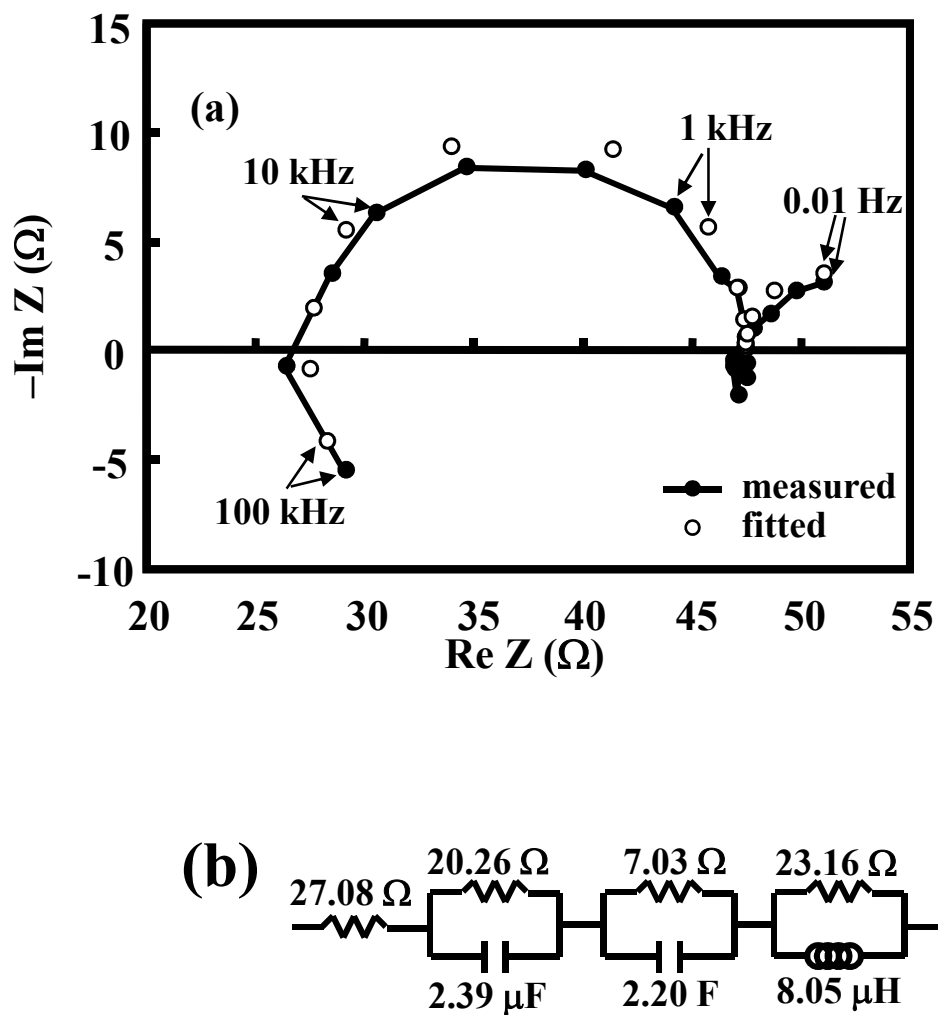 (a)
−Im Z (Ω)
15
10
5
0
-5
-10
10 kHz
1 kHz
0.01 Hz
100 kHz
measured
fitted
20 25 30 35 40 45 50 55
Re Z (Ω)
(b)
27.08 Ω
20.26 Ω
2.39 μF
7.03 Ω
2.20 F
23.16 Ω
8.05 μH